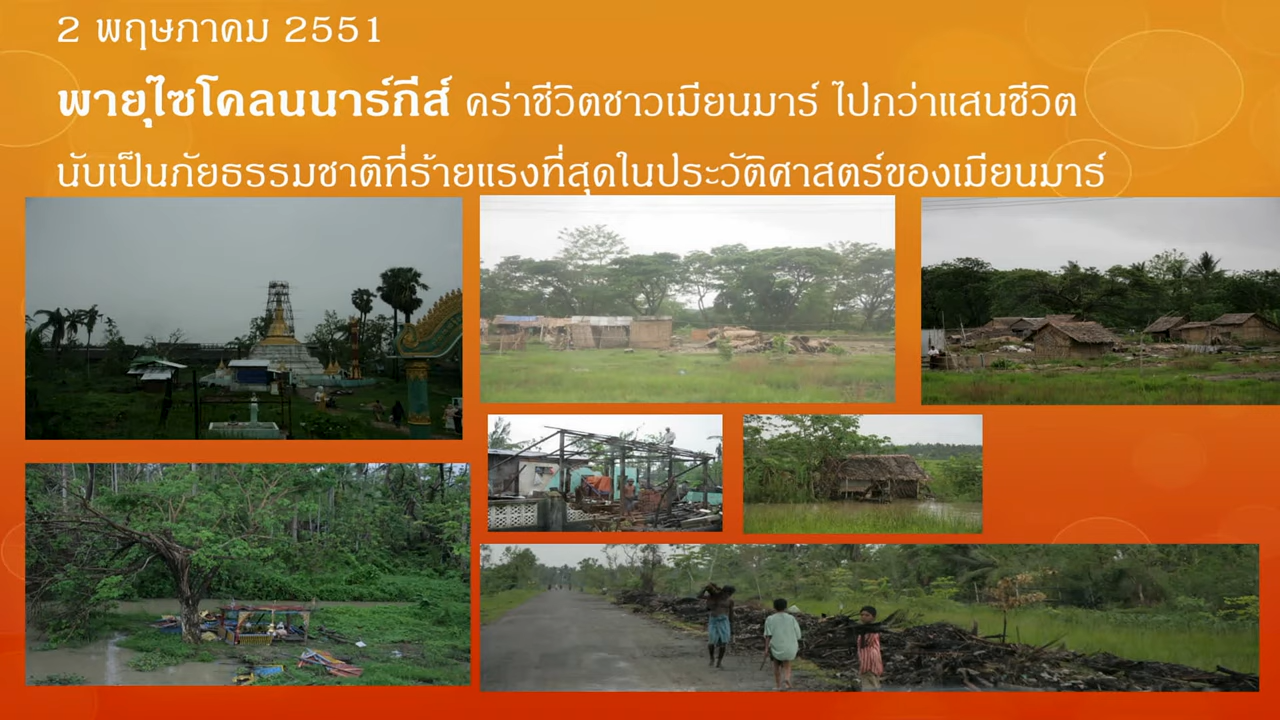 2 พฤษภาคม 2551
พายุไซโคลนนาร์กีส์ คร่าชีวิตชาวเมียนมาร์ ไปกว่าแสนชีวิต
นับเป็นภัยธรรมชาติที่ร้ายแรงที่สุดในประวัติศาสตร์ของเมียนมาร์